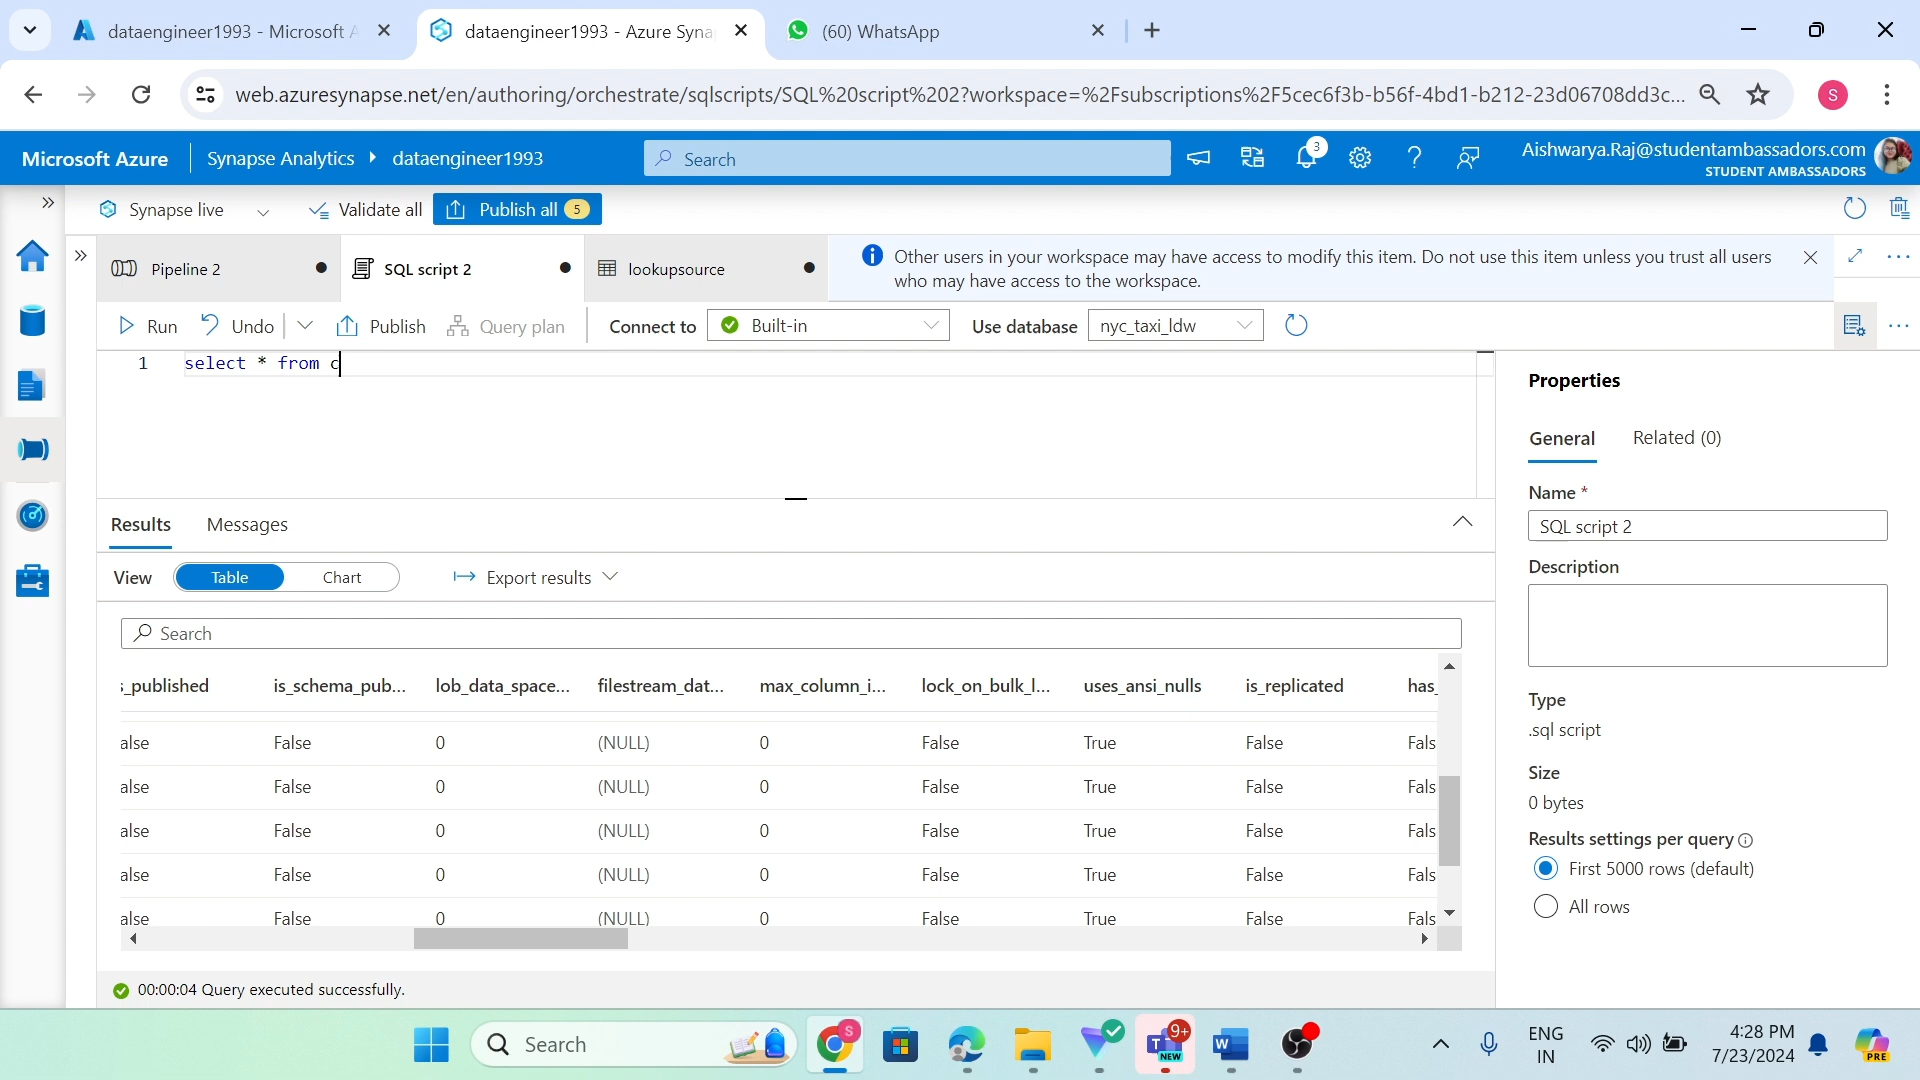 dataengineer1993 - Microsoft A
dataengineer1993 - Azure Syna
(60) WhatsApp
web.azuresynapse.net/en/authoring/orchestrate/sqlscripts/SQL%20script%202?workspace=%2Fsubscriptions%2F5cec6f3b-b56f-4bd1-b212-23d06708dd3c...
S
Microsoft Azure
Synapse Analytics
dataengineer1993
Search
3
Aishwarya.Raj@studentambassadors.com
STUDENT AMBASSADORS
Synapse live
Validate all
Publish all 5
Pipeline 2
SQL script 2
lookupsource
Other users in your workspace may have access to modify this item. Do not use this item unless you trust all users
who may have access to the workspace.
Run
Undo
Publish
Query plan
Connect to
Built-in
Use database
nyc_taxi_ldw
1 select * from c
Results
Messages
View
Table
Chart
Export results
Search
s_published is_schema_pub... lob_data_space... filestream_dat... max_column_i... lock_on_bulk_l... uses_ansi_nulls is_replicated has_
alse False 0 (NULL) 0 False True False Fals
alse False 0 (NULL) 0 False True False Fals
alse False 0 (NULL) 0 False True False Fals
alse False 0 (NULL) 0 False True False Fals
alse False 0 (NULL) 0 False True False Fals
00:00:04 Query executed successfully.
Properties
General
Related (0)
Name *
SQL script 2
Description
Type
.sql script
Size
0 bytes
Results settings per query
First 5000 rows (default)
All rows
Search
S
9+
NEW
ENG
IN
4:28 PM
7/23/2024
PRE